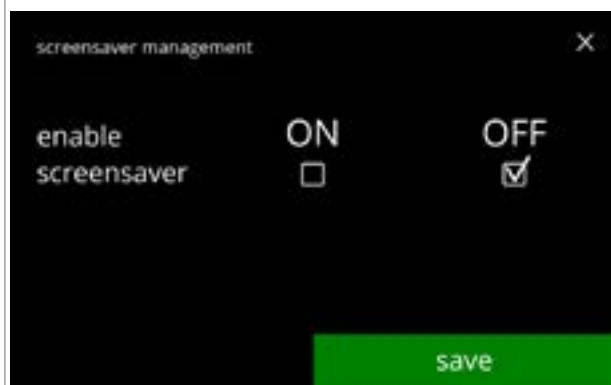 screensaver management ×
enable ON OFF
screensaver
save